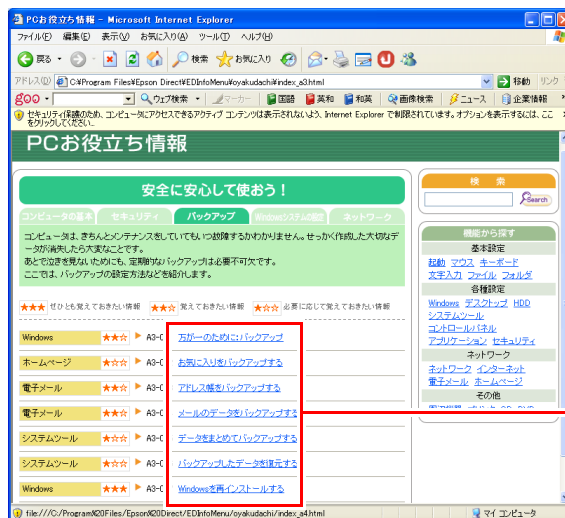 PCお役立ち情報 - Microsoft Internet Explorer
ファイル(F) 編集(E) 表示(V) お気に入り(A) ツール(T) ヘルプ(H)
戻る 検索 お気に入り
アドレス(D) C:¥Program Files¥Epson Direct¥EDInfoMenu¥oyakudachi¥index_a3.html 移動 リンク
goo ウェブ検索 マーカー 国語 英和 和英 画像検索 ニュース 企業情報
セキュリティ保護のため、コンピュータにアクセスできるアクティブ コンテンツは表示されないよう、Internet Explorer で制限されています。オプションを表示するには、ここをクリックしてください...
PCお役立ち情報
安全に安心して使おう！
コンピュータの基本 セキュリティ バックアップ Windowsシステムの設定 ネットワーク
コンピュータは、きちんとメンテナンスをしていてもいつ故障するかわかりません。せっかく作成した大切なデ
ータが消失したら大変なことです。
あとで泣きを見ないためにも、定期的なバックアップは必要不可欠です。
ここでは、バックアップの設定方法などを紹介します。
★★★ ぜひとも覚えておきたい情報 ★★☆ 覚えておきたい情報 ★☆☆ 必要に応じて覚えておきたい情報
Windows ★★☆ A3-0 万が一のために:バックアップ
ホームページ ★☆☆ A3-0 お気に入りをバックアップする
電子メール ★☆☆ A3-0 アドレス帳をバックアップする
電子メール ★★☆ A3-0 メールのデータをバックアップする
システムツール ★☆☆ A3-0 データをまとめてバックアップする
システムツール ★☆☆ A3-0 バックアップしたデータを復元する
Windows ★★★ A3-0 Windowsを再インストールする
検 索
Search
機能から探す
基本設定
起動 マウス キーボード
文字入力 ファイル フォルダ
各種設定
Windows デスクトップ HDD
システムツール
コントロールパネル
アプリケーション セキュリティ
ネットワーク
ネットワーク インターネット
電子メール ホームページ
その他
file:///C:/Program%20Files/Epson%20Direct/EDInfoMenu/oyakudachi/index_a4.html マイ コンピュータ